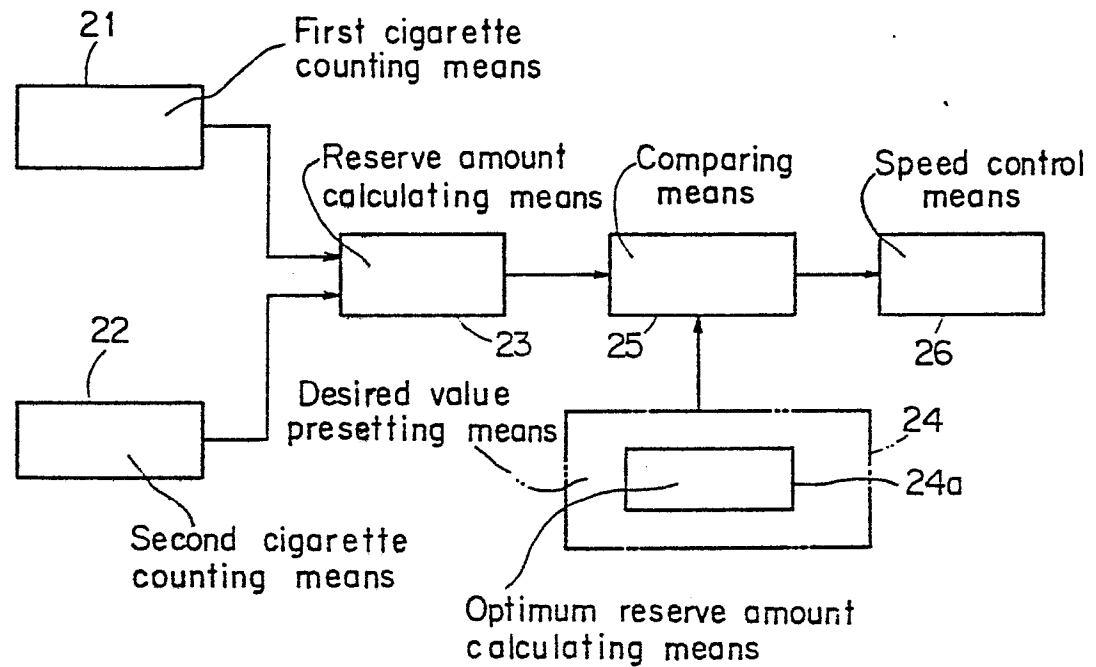 21
First cigarette
counting means
Reserve amount
calculating means
Comparing
means
Speed control
means
22
23
25
26
Desired value
presetting means
24
24a
Second cigarette
counting means
Optimum reserve amount
calculating means